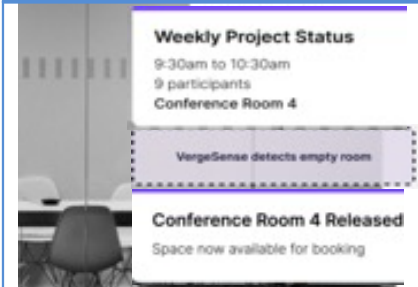 Weekly Project Status
9:30am to 10:30am
9 participants
Conference Room 4
VergeSense detects empty room
Conference Room 4 Released
Space now available for booking